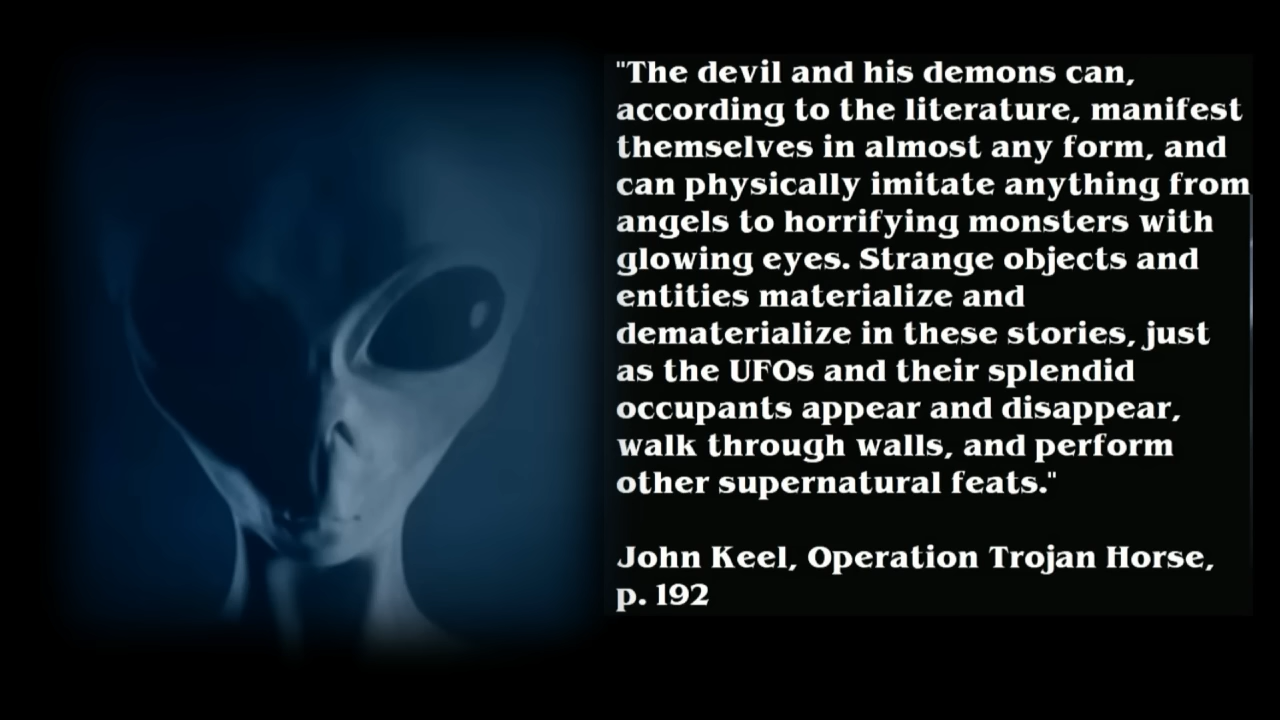 "The devil and his demons can,
according to the literature, manifest
themselves in almost any form, and
can physically imitate anything from
angels to horrifying monsters with
glowing eyes. Strange objects and
entities materialize and
dematerialize in these stories, just
as the UFOs and their splendid
occupants appear and disappear,
walk through walls, and perform
other supernatural feats."
John Keel, Operation Trojan Horse,
p. 192